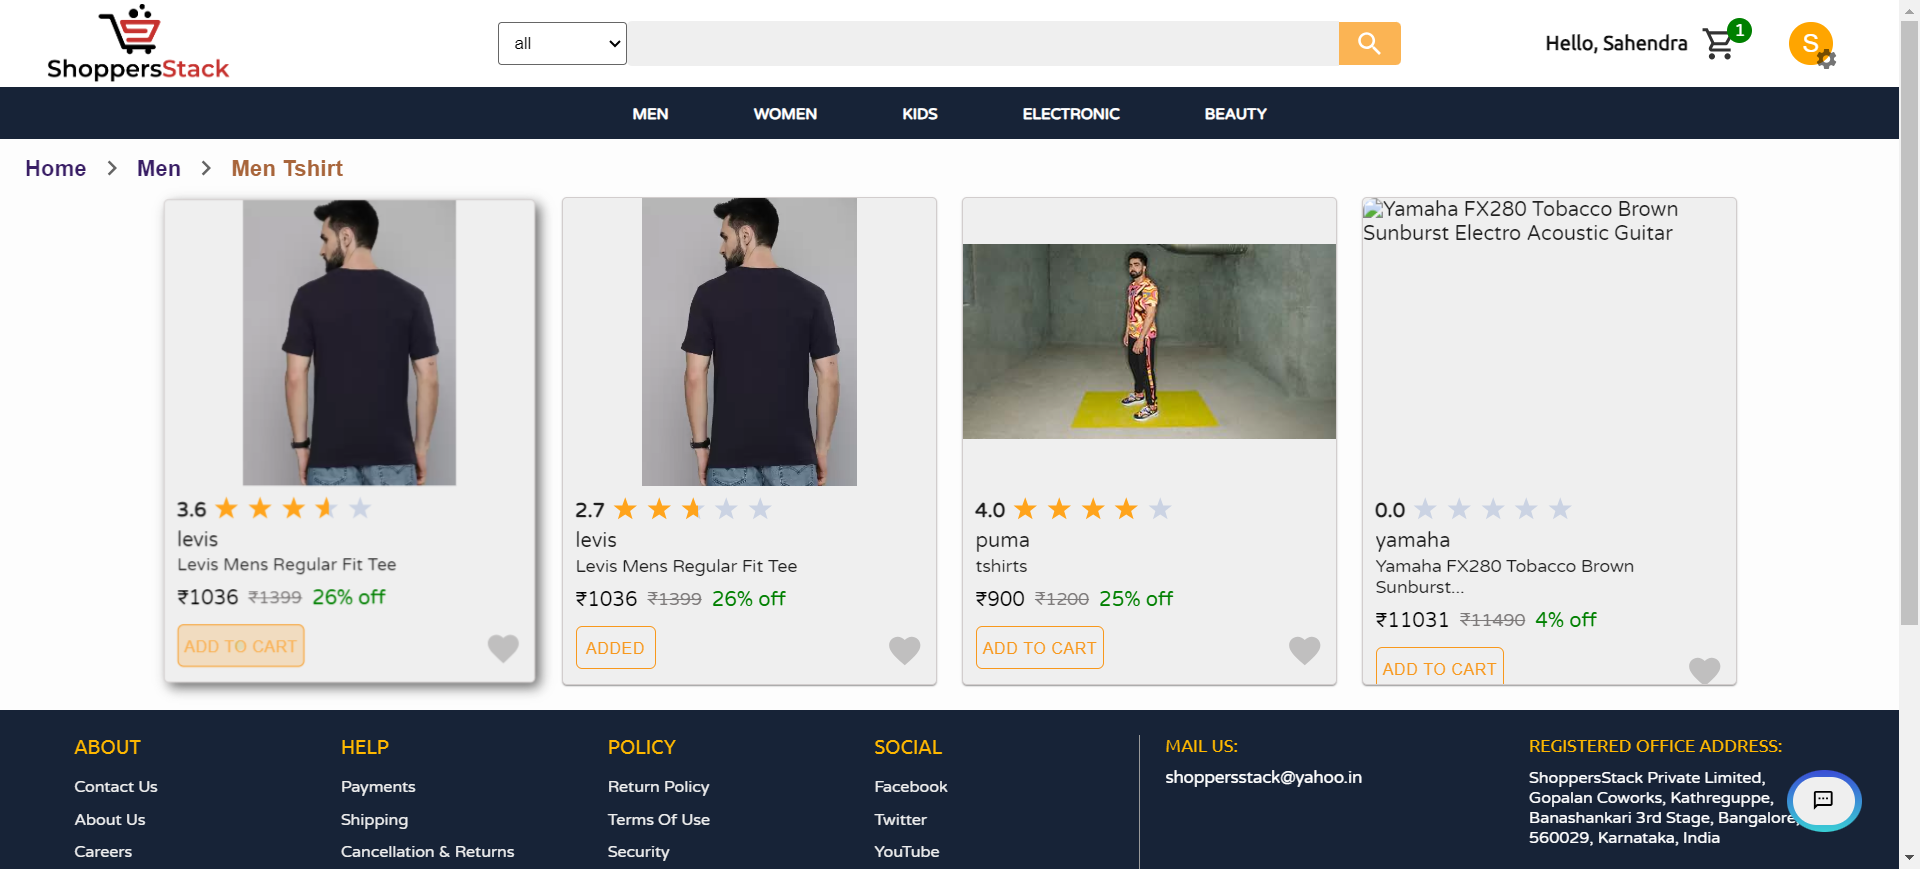 ShoppersStack
all
Hello, Sahendra
1
S
MEN
WOMEN
KIDS
ELECTRONIC
BEAUTY
Home > Men > Men Tshirt
3.6
levis
Levis Mens Regular Fit Tee
₹1036 ₹1399 26% off
ADD TO CART
2.7
levis
Levis Mens Regular Fit Tee
₹1036 ₹1399 26% off
ADDED
4.0
puma
tshirts
₹900 ₹1200 25% off
ADD TO CART
Yamaha FX280 Tobacco Brown
Sunburst Electro Acoustic Guitar
0.0
yamaha
Yamaha FX280 Tobacco Brown
Sunburst...
₹11031 ₹11490 4% off
ADD TO CART
ABOUT
Contact Us
About Us
Careers
HELP
Payments
Shipping
Cancellation & Returns
POLICY
Return Policy
Terms Of Use
Security
SOCIAL
Facebook
Twitter
YouTube
MAIL US:
shoppersstack@yahoo.in
REGISTERED OFFICE ADDRESS:
ShoppersStack Private Limited,
Gopalan Coworks, Kathreguppe,
Banashankari 3rd Stage, Bangalore,
560029, Karnataka, India